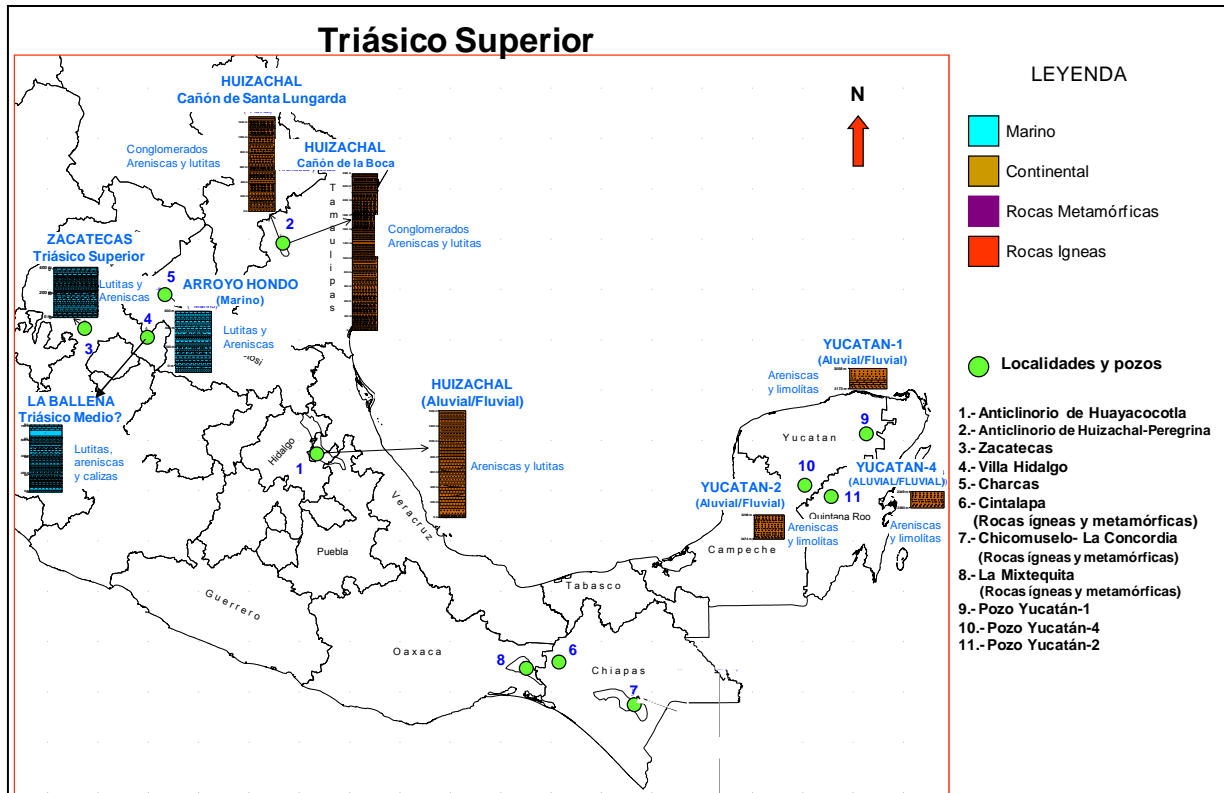 Triásico Superior
HUIZACHAL
Cañón de Santa Lungarda
Conglomerados
Areniscas y lutitas
HUIZACHAL
Cañón de la Boca
Tamaulipas
Conglomerados
Areniscas y lutitas
2
ZACATECAS
Triásico Superior
Lutitas y
Areniscas
5
ARROYO HONDO
(Marino)
Lutitas y
Areniscas
4
3
LA BALLENA
Triásico Medio?
Lutitas,
areniscas
y calizas
HUIZACHAL
(Aluvial/Fluvial)
Areniscas y lutitas
Hidalgo
1
Veracruz
Puebla
Guerrero
Oaxaca
Tabasco
Chiapas
8
6
7
YUCATAN-1
(Aluvial/Fluvial)
Areniscas
y limolitas
9
Yucatan
10
YUCATAN-4
(ALUVIAL/FLUVIAL)
11
Areniscas
y limolitas
YUCATAN-2
(Aluvial/Fluvial)
Areniscas
y limolitas
Quintana Roo
Campeche
N
LEYENDA
Marino
Continental
Rocas Metamórficas
Rocas Igneas
Localidades y pozos
1.- Anticlinorio de Huayacocotla
2.- Anticlinorio de Huizachal-Peregrina
3.- Zacatecas
4.- Villa Hidalgo
5.- Charcas
6.- Cintalapa
(Rocas ígneas y metamórficas)
7.- Chicomuselo- La Concordia
(Rocas ígneas y metamórficas)
8.- La Mixtequita
(Rocas ígneas y metamórficas)
9.- Pozo Yucatán-1
10.- Pozo Yucatán-4
11.- Pozo Yucatán-2